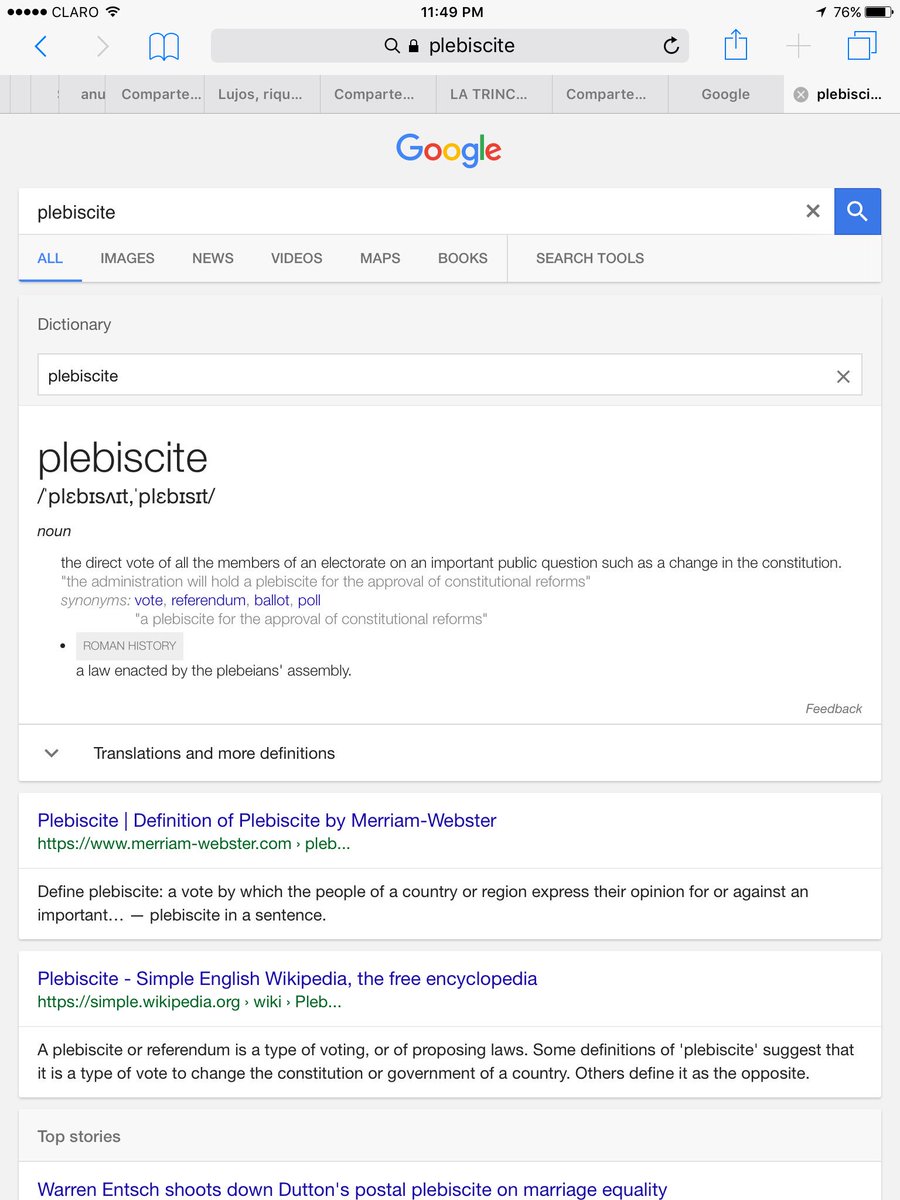 CLARO 11:49 PM 76%
plebiscite
anu Comparte... Lujos, riqu... Comparte... LA TRINC... Comparte... Google plebisci...
Google
plebiscite
ALL IMAGES NEWS VIDEOS MAPS BOOKS SEARCH TOOLS
Dictionary
plebiscite
plebiscite
/ˈplɛbɪsʌɪt,ˈplɛbɪsɪt/
noun
the direct vote of all the members of an electorate on an important public question such as a change in the constitution.
"the administration will hold a plebiscite for the approval of constitutional reforms"
synonyms: vote, referendum, ballot, poll
"a plebiscite for the approval of constitutional reforms"
• ROMAN HISTORY
a law enacted by the plebeians' assembly.
Feedback
Translations and more definitions
Plebiscite | Definition of Plebiscite by Merriam-Webster
https://www.merriam-webster.com › pleb...
Define plebiscite: a vote by which the people of a country or region express their opinion for or against an
important… — plebiscite in a sentence.
Plebiscite - Simple English Wikipedia, the free encyclopedia
https://simple.wikipedia.org › wiki › Pleb...
A plebiscite or referendum is a type of voting, or of proposing laws. Some definitions of 'plebiscite' suggest that
it is a type of vote to change the constitution or government of a country. Others define it as the opposite.
Top stories
Warren Entsch shoots down Dutton's postal plebiscite on marriage equality